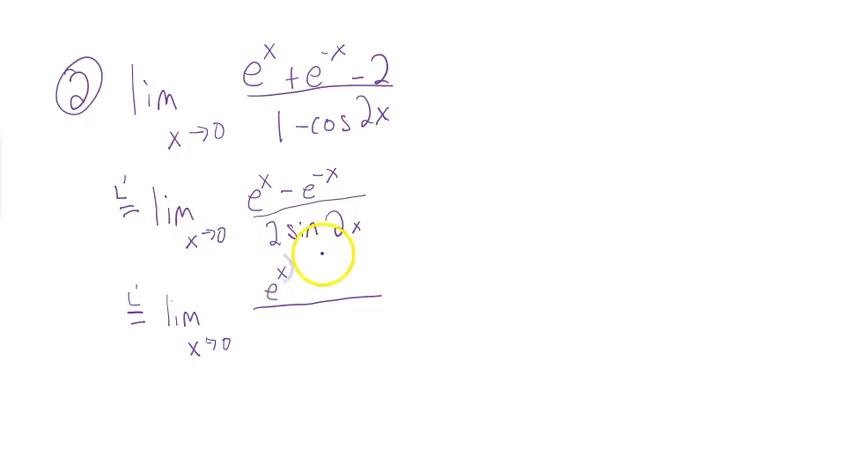 ② lim x→0 (e^x + e^-x - 2)/(1 - cos 2x)
L' = lim x→0 (e^x - e^-x)/(2 sin 2x)
L' = lim x→0 e^x